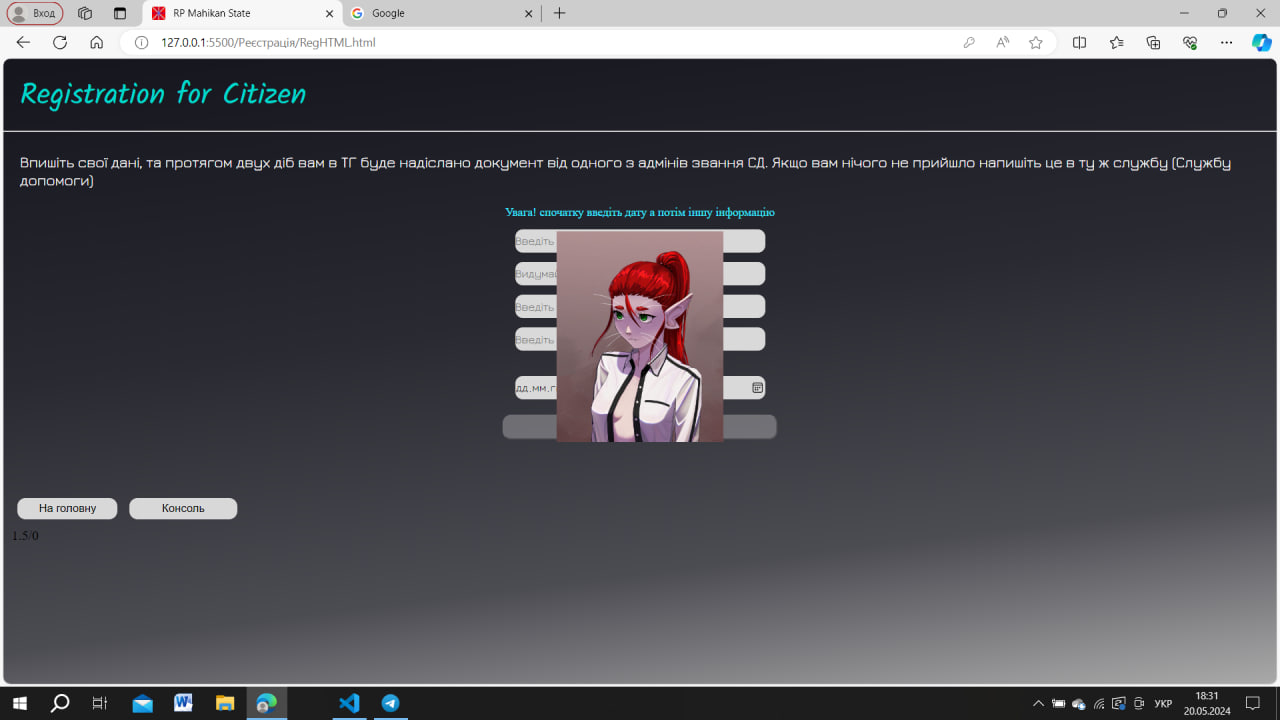 Вход
RP Mahikan State
Google
127.0.0.1:5500/Реєстрація/RegHTML.html
Registration for Citizen
Впишіть свої дані, та протягом двух діб вам в ТГ буде надіслано документ від одного з адмінів звання СД. Якщо вам нічого не прийшло напишіть це в ту ж службу (Службу
допомоги)
Увага! спочатку введіть дату а потім іншу інформацію
Введіть
Видумай
Введіть
Введіть
дд.мм.г
На головну
Консоль
1.5/0
УКР
18:31
20.05.2024